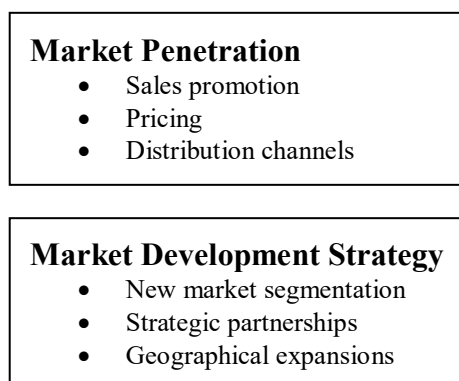 Market Penetration
• Sales promotion
• Pricing
• Distribution channels
Market Development Strategy
• New market segmentation
• Strategic partnerships
• Geographical expansions